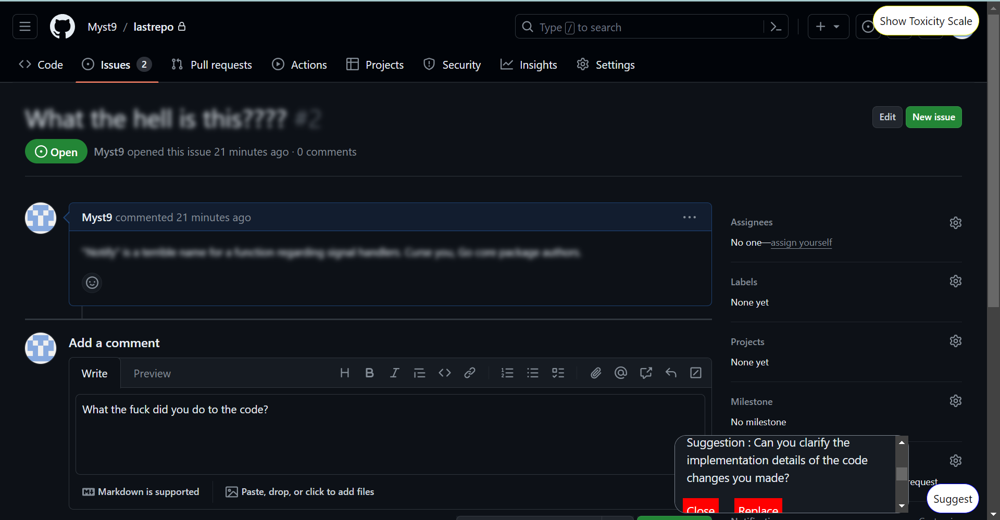 Myst9 / lastrepo
Type / to search
Show Toxicity Scale
Code
Issues 2
Pull requests
Actions
Projects
Security
Insights
Settings
What the hell is this???? #2
Edit
New issue
Open
Myst9 opened this issue 21 minutes ago · 0 comments
Myst9 commented 21 minutes ago
"Notify" is a terrible name for a function regarding signal handlers. Curse you, Go core package authors.
Assignees
No one—assign yourself
Labels
None yet
Projects
None yet
Milestone
No milestone
Add a comment
Write
Preview
What the fuck did you do to the code?
Markdown is supported
Paste, drop, or click to add files
Suggestion : Can you clarify the
implementation details of the code
changes you made?
Close
Replace
request
Suggest